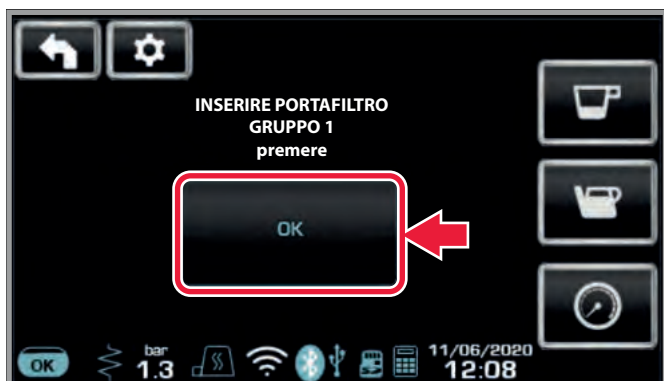 INSERIRE PORTAFILTRO
GRUPPO 1
premere
OK
OK
bar
1.3
11/06/2020
12:08